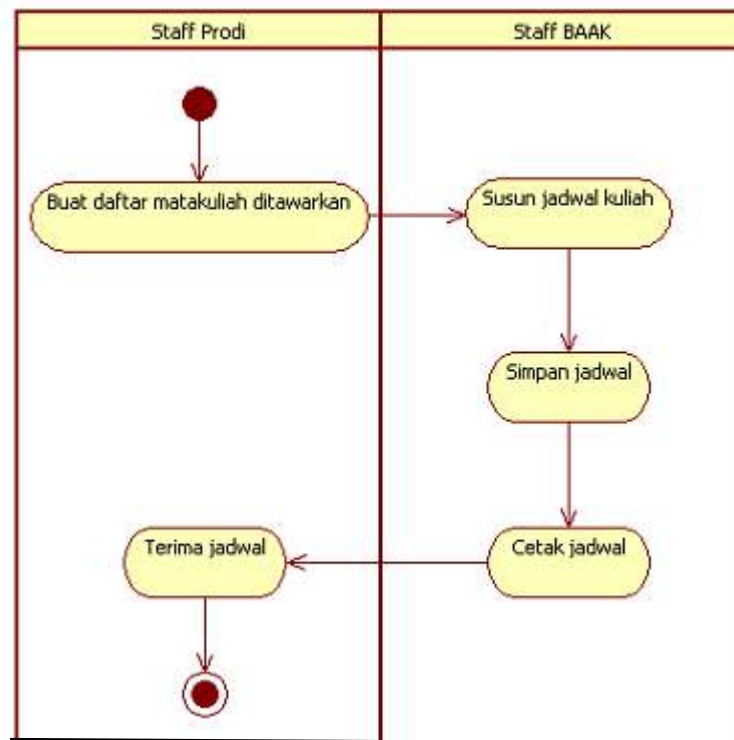 Staff Prodi
Staff BAAK
Buat daftar matakuliah ditawarkan
Susun jadwal kuliah
Simpan jadwal
Cetak jadwal
Terima jadwal